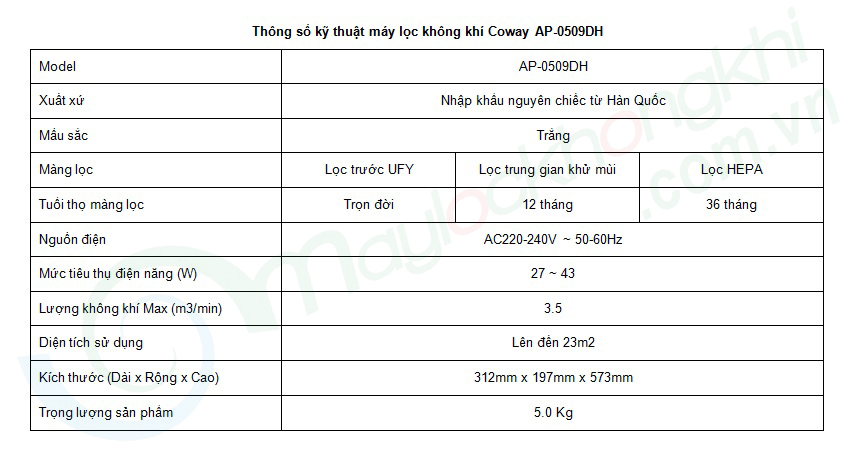 Thông số kỹ thuật máy lọc không khí Coway AP-0509DH
Model AP-0509DH
Xuất xứ Nhập khẩu nguyên chiếc từ Hàn Quốc
Mầu sắc Trắng
Màng lọc Lọc trước UFY Lọc trung gian khử mùi Lọc HEPA
Tuổi thọ màng lọc Trọn đời 12 tháng 36 tháng
Nguồn điện AC220-240V ~ 50-60Hz
Mức tiêu thụ điện năng (W) 27 ~ 43
Lượng không khí Max (m3/min) 3.5
Diện tích sử dụng Lên đến 23m2
Kích thước (Dài x Rộng x Cao) 312mm x 197mm x 573mm
Trọng lượng sản phẩm 5.0 Kg
maylockhongkhi
.com.vn